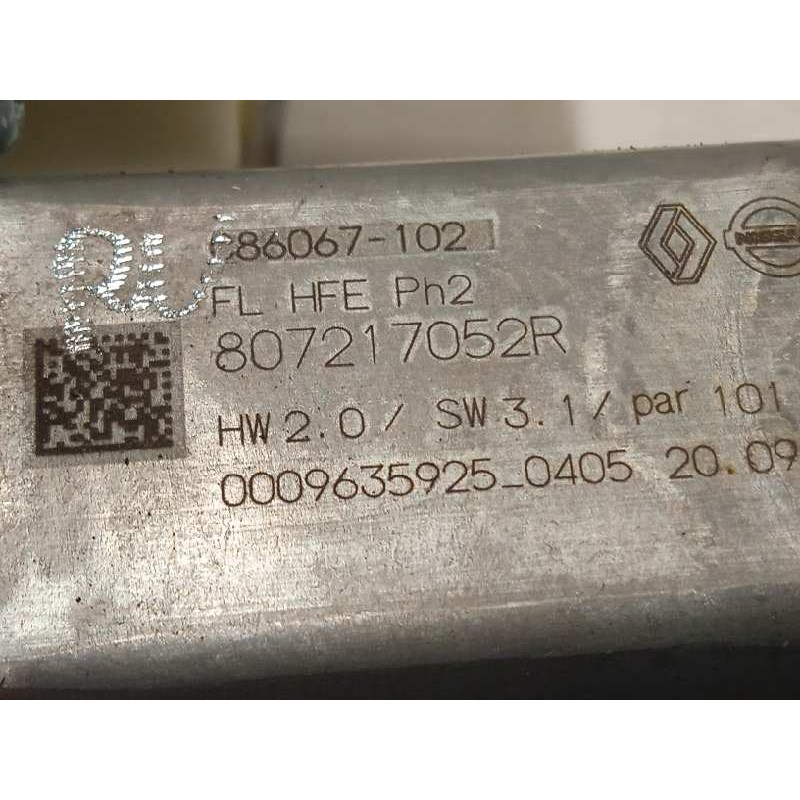 C86067-102
FL HFE Ph2
807217052R
HW 2.0 / SW 3.1 / par 101
0009635925_0405 20.09